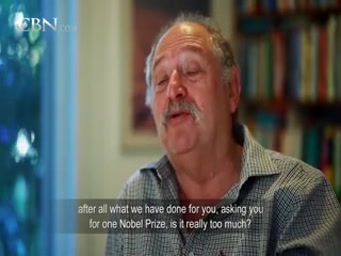 CBN.com
after all what we have done for you, asking you
for one Nobel Prize, is it really too much?